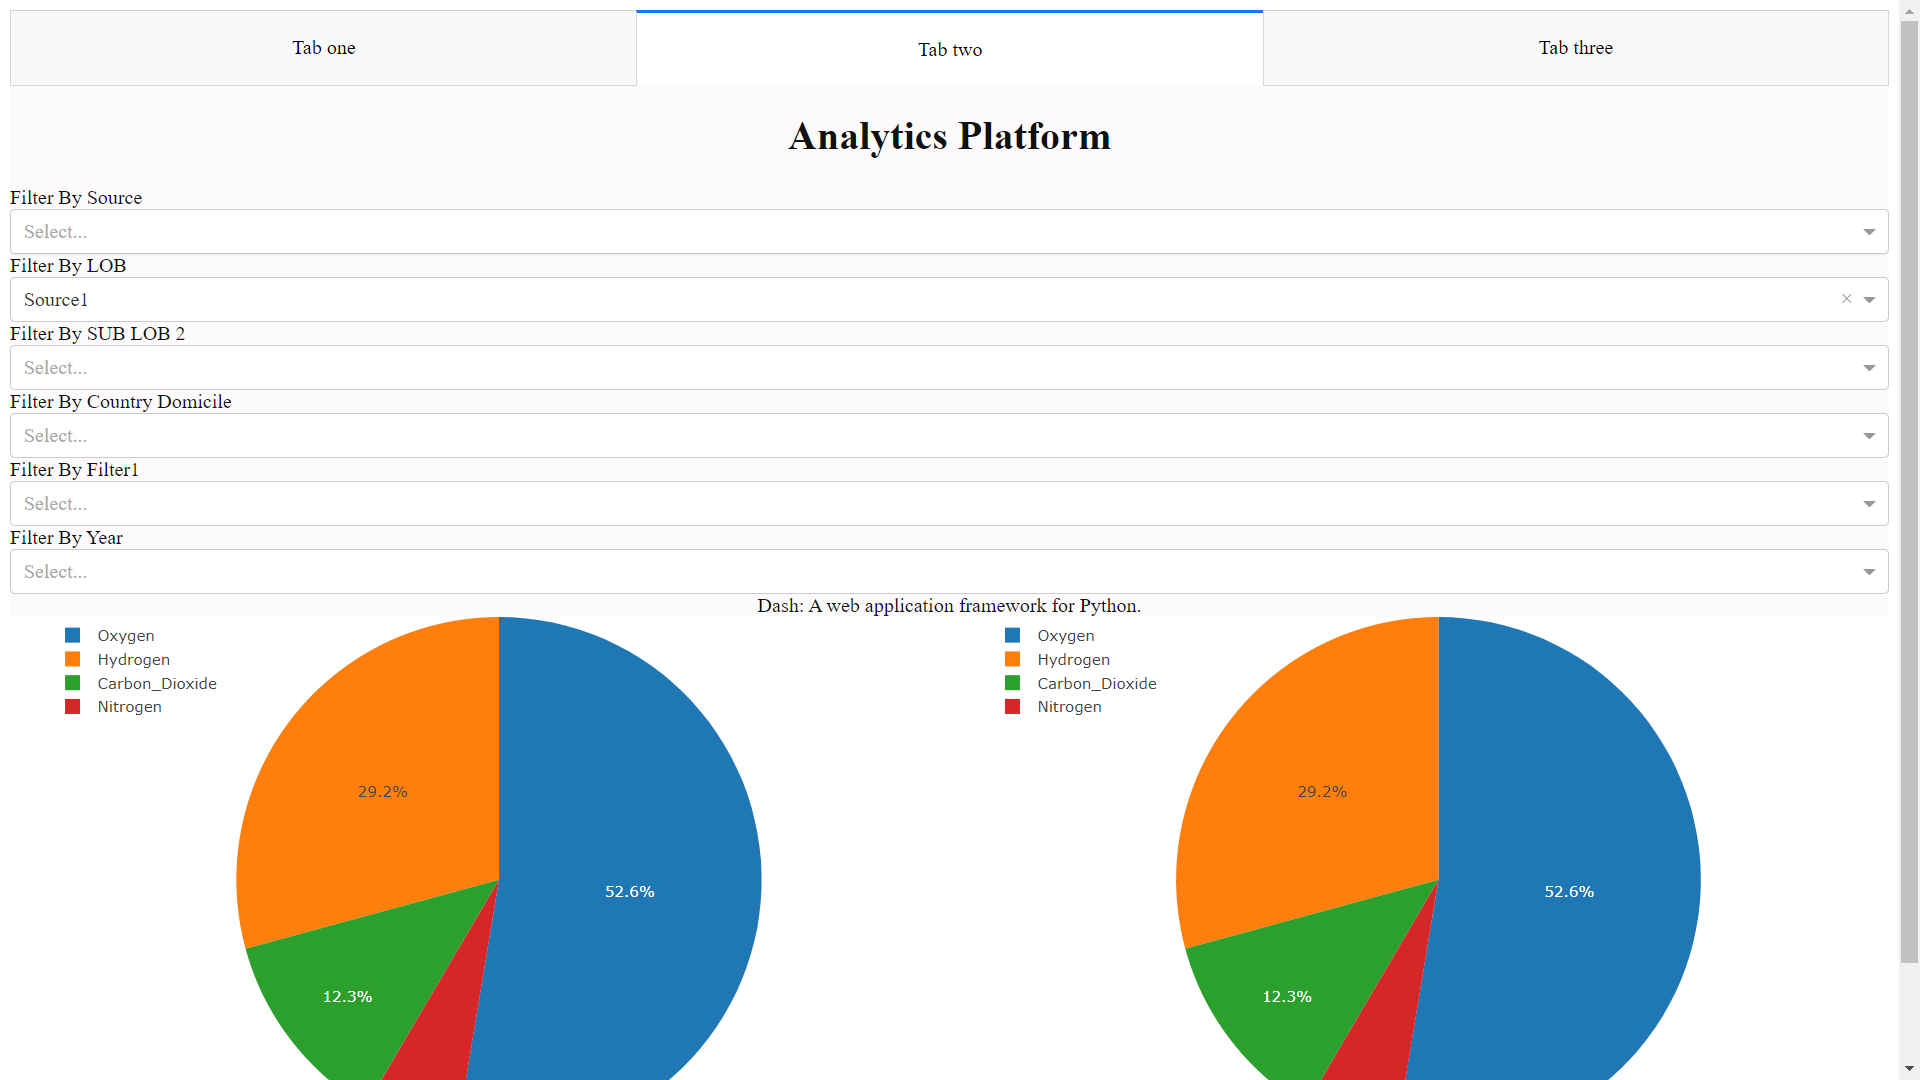 Tab one
Tab two
Tab three
Analytics Platform
Filter By Source
Select...
Filter By LOB
Source1 ×
Filter By SUB LOB 2
Select...
Filter By Country Domicile
Select...
Filter By Filter1
Select...
Filter By Year
Select...
Dash: A web application framework for Python.
Oxygen
Hydrogen
Carbon_Dioxide
Nitrogen
29.2%
52.6%
12.3%
Oxygen
Hydrogen
Carbon_Dioxide
Nitrogen
29.2%
52.6%
12.3%